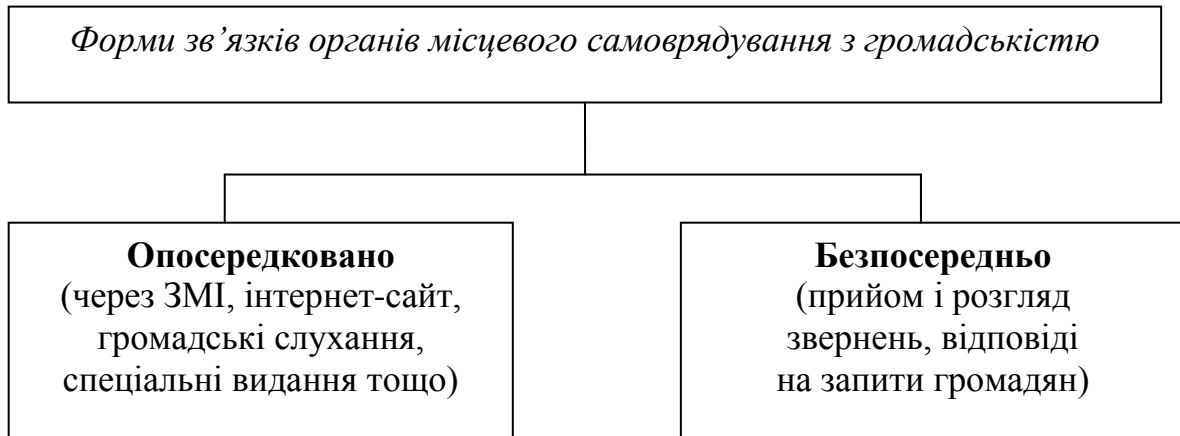 Форми зв’язків органів місцевого самоврядування з громадськістю
Опосередковано
(через ЗМІ, інтернет-сайт,
громадські слухання,
спеціальні видання тощо)
Безпосередньо
(прийом і розгляд
звернень, відповіді
на запити громадян)